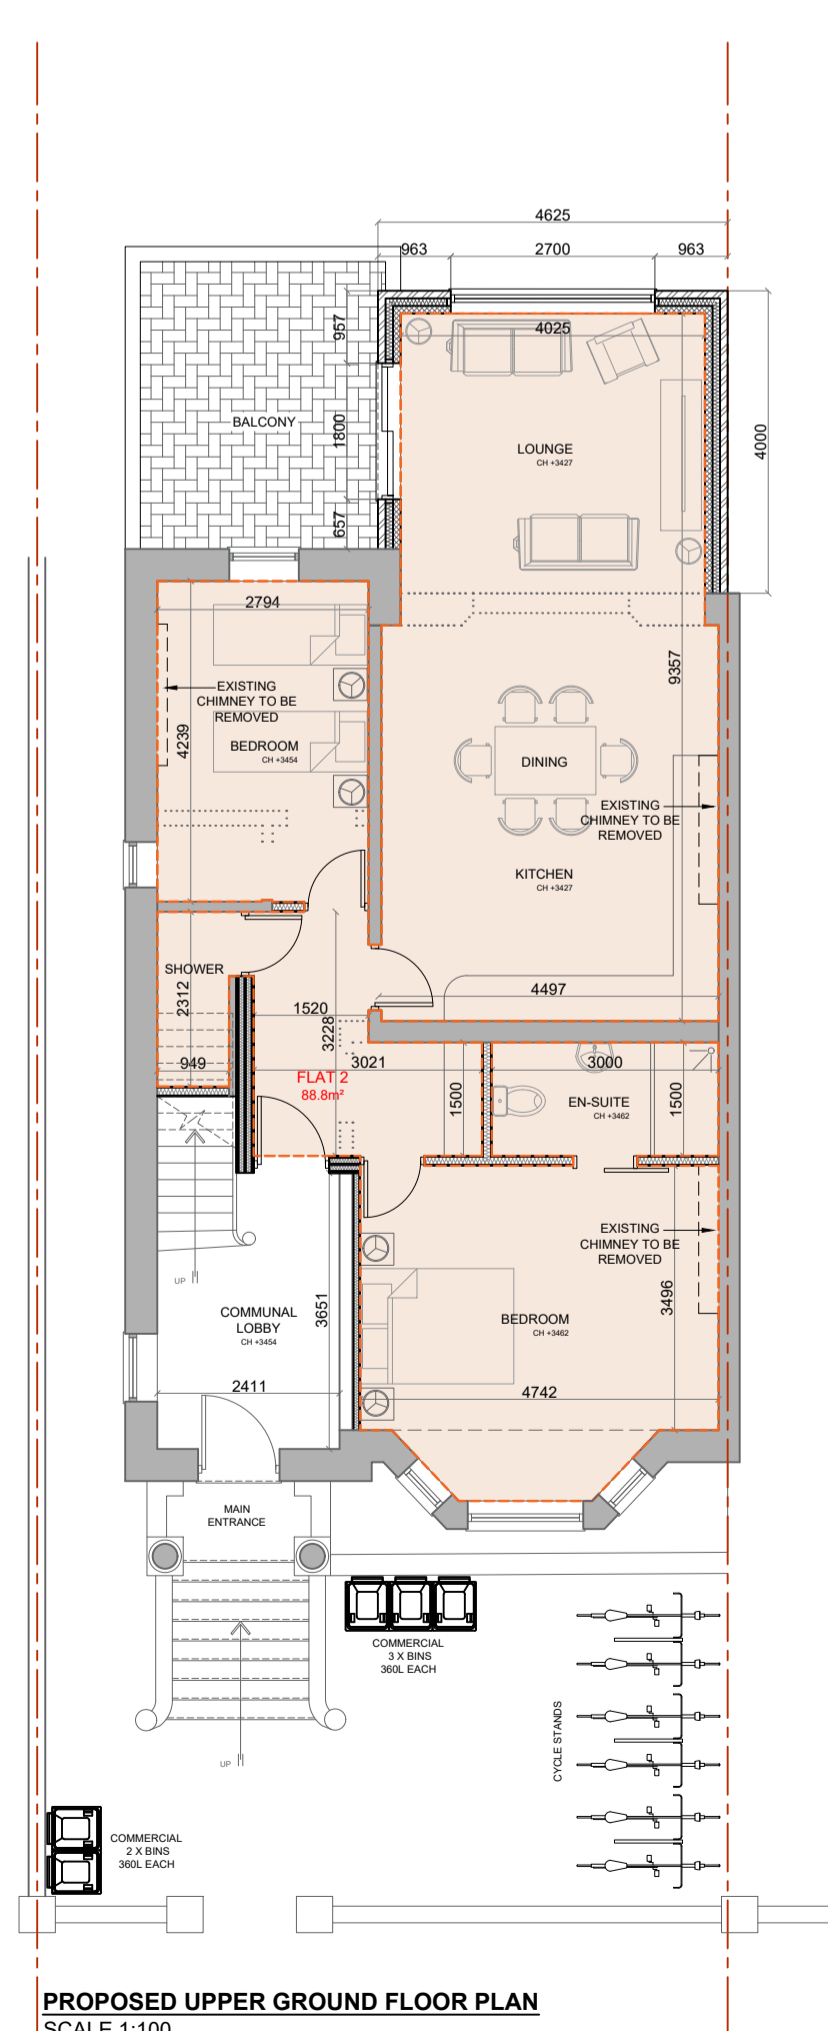 4625
963
2700
963
4025
957
BALCONY
1800
LOUNGE
CH +3427
4000
657
2794
9357
EXISTING
CHIMNEY TO BE
REMOVED
4239
BEDROOM
CH +3454
DINING
EXISTING
CHIMNEY TO BE
REMOVED
KITCHEN
CH +3427
SHOWER
2312
4497
1520
3228
949
3021
3000
FLAT 2
88.8m²
1500
EN-SUITE
CH +3462
1500
EXISTING
CHIMNEY TO BE
REMOVED
UP
COMMUNAL
LOBBY
CH +3454
3651
3496
BEDROOM
CH +3462
2411
4742
MAIN
ENTRANCE
COMMERCIAL
3 X BINS
360L EACH
CYCLE STANDS
UP
COMMERCIAL
2 X BINS
360L EACH
PROPOSED UPPER GROUND FLOOR PLAN
SCALE 1:100